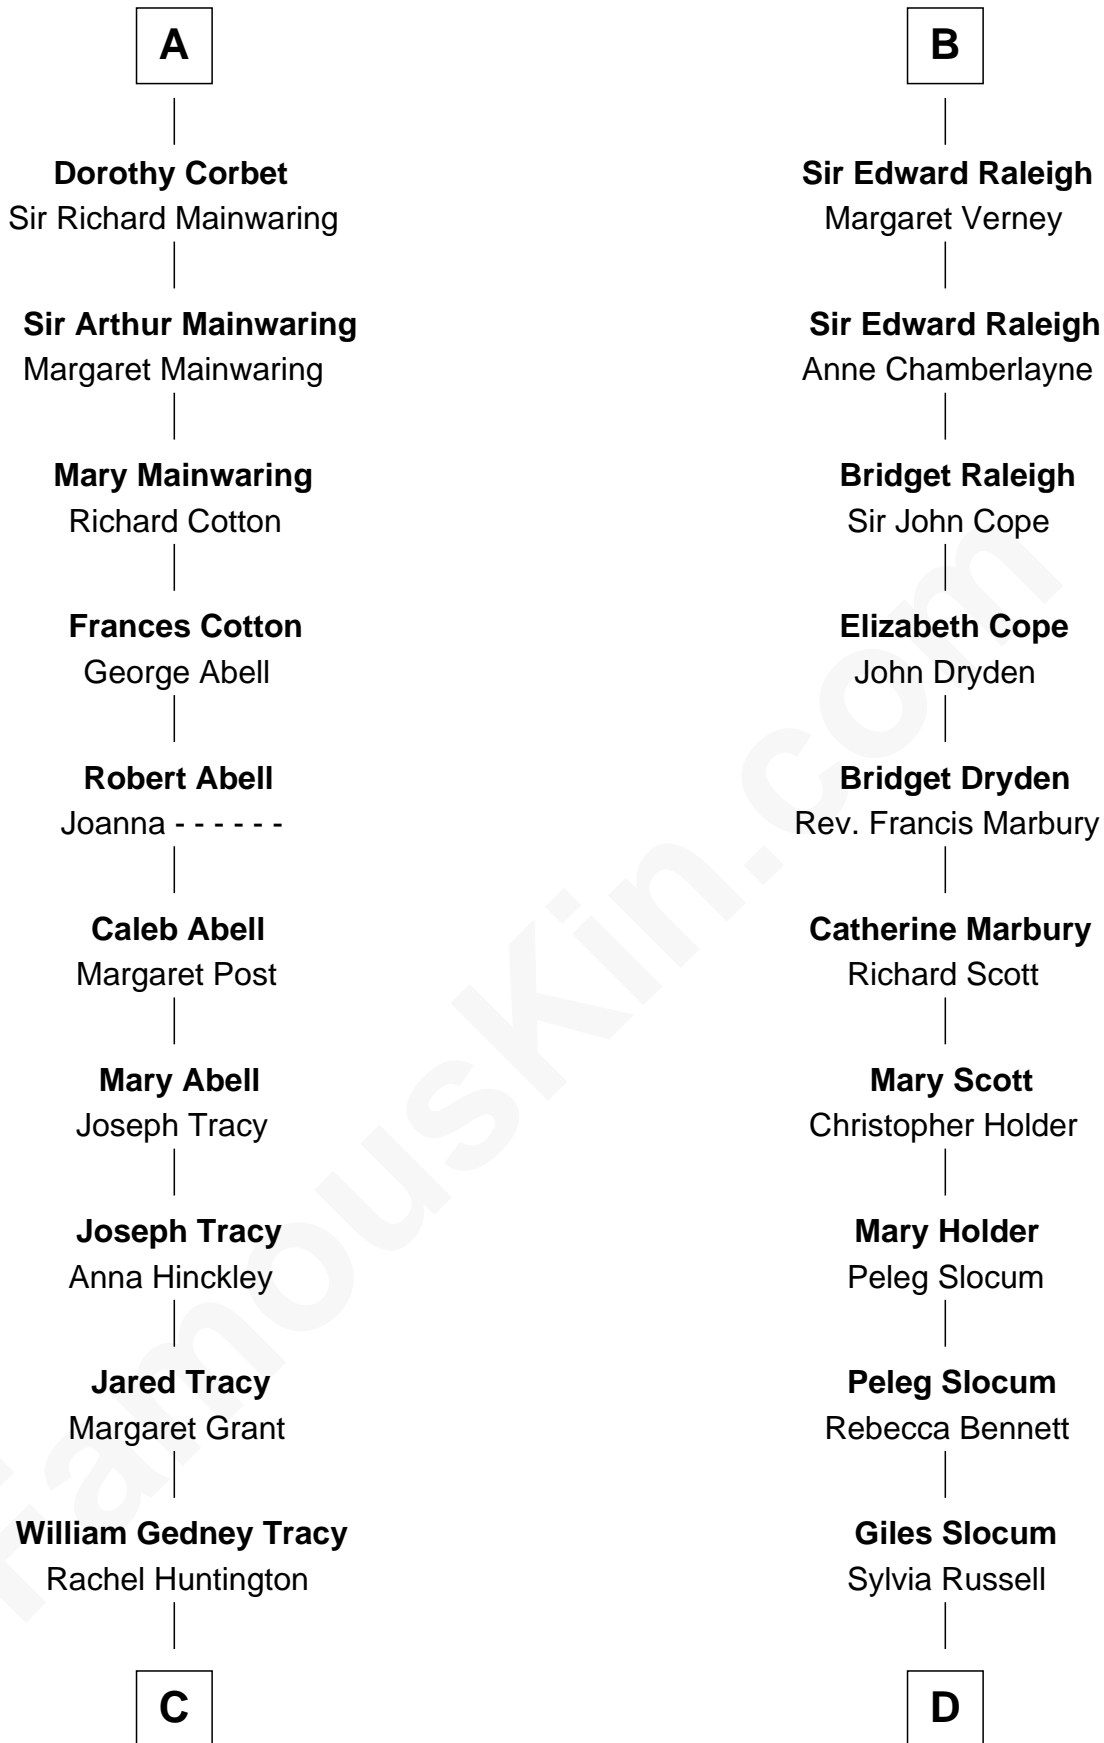 A
Dorothy Corbet
Sir Richard Mainwaring
Sir Arthur Mainwaring
Margaret Mainwaring
Mary Mainwaring
Richard Cotton
Frances Cotton
George Abell
Robert Abell
Joanna - - - - - -
Caleb Abell
Margaret Post
Mary Abell
Joseph Tracy
Joseph Tracy
Anna Hinckley
Jared Tracy
Margaret Grant
William Gedney Tracy
Rachel Huntington
C
B
Sir Edward Raleigh
Margaret Verney
Sir Edward Raleigh
Anne Chamberlayne
Bridget Raleigh
Sir John Cope
Elizabeth Cope
John Dryden
Bridget Dryden
Rev. Francis Marbury
Catherine Marbury
Richard Scott
Mary Scott
Christopher Holder
Mary Holder
Peleg Slocum
Peleg Slocum
Rebecca Bennett
Giles Slocum
Sylvia Russell
D
famouskin.com